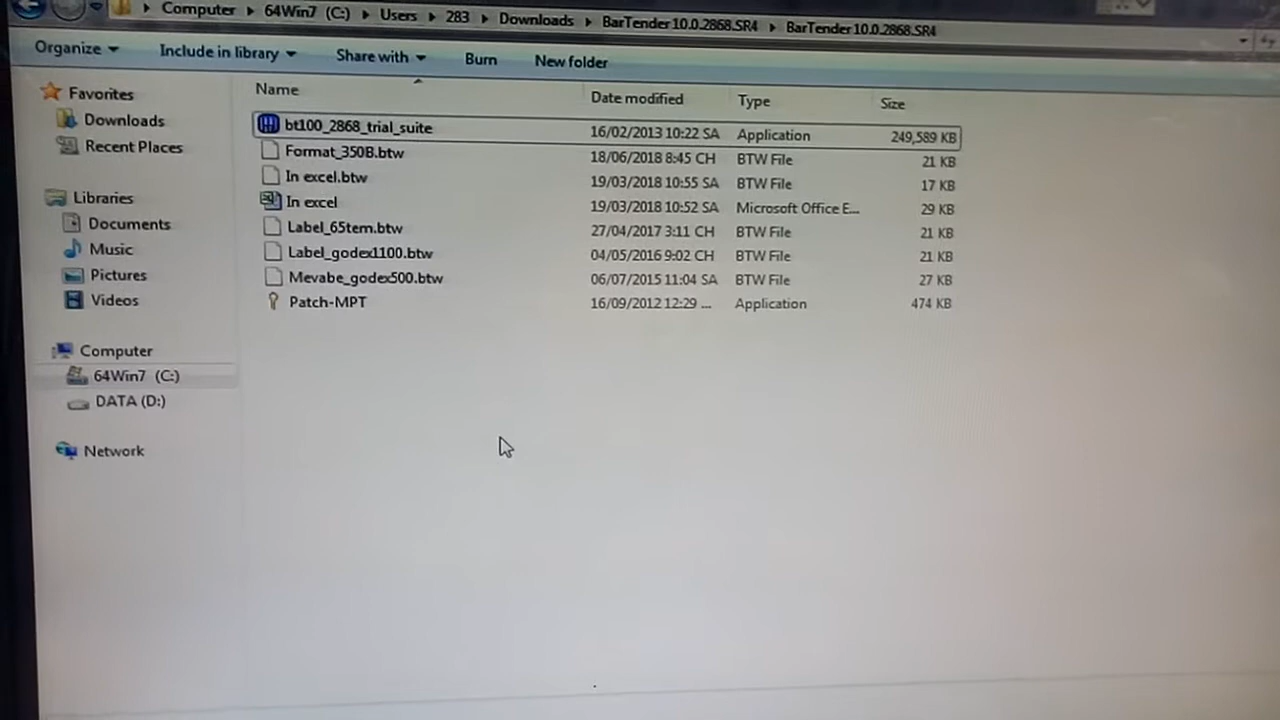 Computer ▸ 64Win7 (C:) ▸ Users ▸ 283 ▸ Downloads ▸ BarTender 10.0.2868.SR4 ▸ BarTender 10.0.2868.SR4
Organize Include in library Share with Burn New folder
Name Date modified Type Size
bt100_2868_trial_suite 16/02/2013 10:22 SA Application 249,589 KB
Format_350B.btw 18/06/2018 8:45 CH BTW File 21 KB
In excel.btw 19/03/2018 10:55 SA BTW File 17 KB
In excel 19/03/2018 10:52 SA Microsoft Office E... 29 KB
Label_65tem.btw 27/04/2017 3:11 CH BTW File 21 KB
Label_godex1100.btw 04/05/2016 9:02 CH BTW File 21 KB
Mevabe_godex500.btw 06/07/2015 11:04 SA BTW File 27 KB
Patch-MPT 16/09/2012 12:29 ... Application 474 KB
Favorites
Downloads
Recent Places
Libraries
Documents
Music
Pictures
Videos
Computer
64Win7 (C:)
DATA (D:)
Network